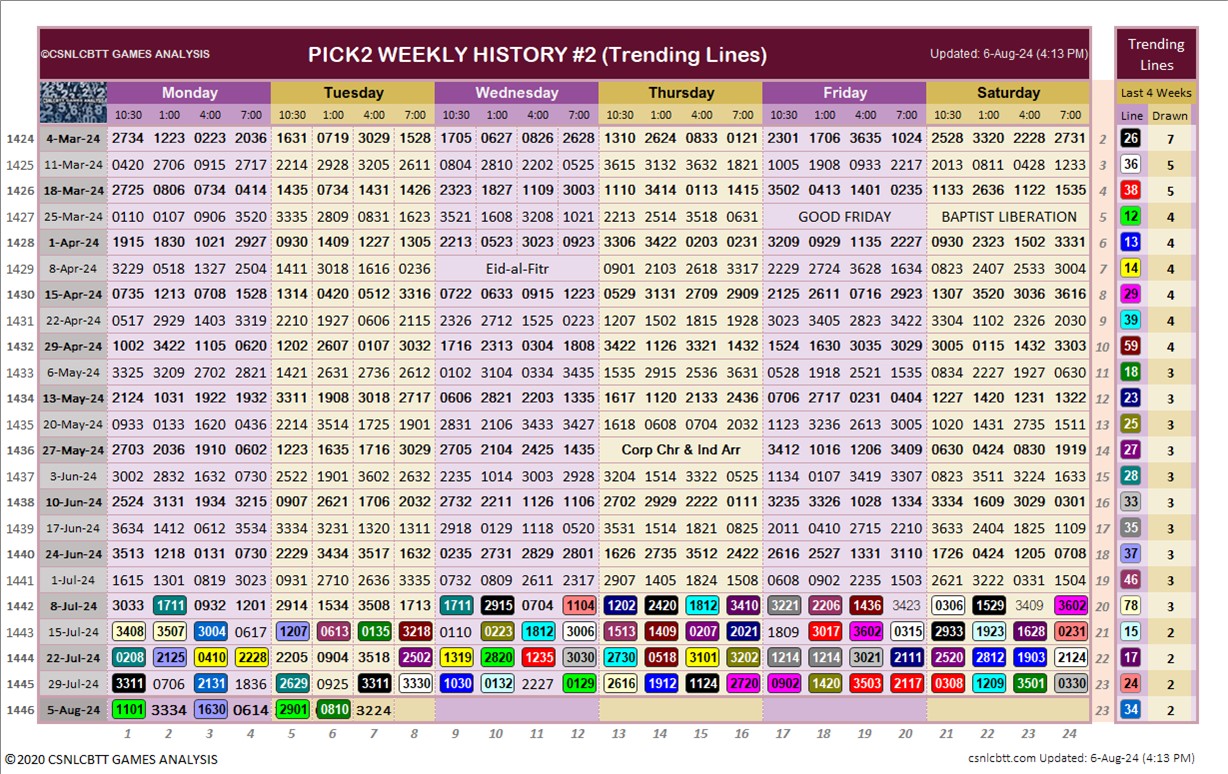 ©CSNLCBTT GAMES ANALYSIS PICK2 WEEKLY HISTORY #2 (Trending Lines) Updated: 6-Aug-24 (4:13 PM) Trending Lines
Monday Tuesday Wednesday Thursday Friday Saturday Last 4 Weeks
10:30 1:00 4:00 7:00 10:30 1:00 4:00 7:00 10:30 1:00 4:00 7:00 10:30 1:00 4:00 7:00 10:30 1:00 4:00 7:00 10:30 1:00 4:00 7:00 Line Drawn
1424 4-Mar-24 2734 1223 0223 2036 1631 0719 3029 1528 1705 0627 0826 2628 1310 2624 0833 0121 2301 1706 3635 1024 2528 3320 2228 2731 2 26 7
1425 11-Mar-24 0420 2706 0915 2717 2214 2928 3205 2611 0804 2810 2202 0525 3615 3132 3632 1821 1005 1908 0933 2217 2013 0811 0428 1233 3 36 5
1426 18-Mar-24 2725 0806 0734 0414 1435 0734 1431 1426 2323 1827 1109 3003 1110 3414 0113 1415 3502 0413 1401 0235 1133 2636 1122 1535 4 38 5
1427 25-Mar-24 0110 0107 0906 3520 3335 2809 0831 1623 3521 1608 3208 1021 2213 2514 3518 0631 GOOD FRIDAY BAPTIST LIBERATION 5 12 4
1428 1-Apr-24 1915 1830 1021 2927 0930 1409 1227 1305 2213 0523 3023 0923 3306 3422 0203 0231 3209 0929 1135 2227 0930 2323 1502 3331 6 13 4
1429 8-Apr-24 3229 0518 1327 2504 1411 3018 1616 0236 Eid-al-Fitr 0901 2103 2618 3317 2229 2724 3628 1634 0823 2407 2533 3004 7 14 4
1430 15-Apr-24 0735 1213 0708 1528 1314 0420 0512 3316 0722 0633 0915 1223 0529 3131 2709 2909 2125 2611 0716 2923 1307 3520 3036 3616 8 29 4
1431 22-Apr-24 0517 2929 1403 3319 2210 1927 0606 2113 2326 2712 1525 0223 1207 1502 1815 1928 3023 3405 2823 3422 3304 1102 2326 2030 9 39 4
1432 29-Apr-24 1002 3422 1105 0620 1202 2607 0107 3032 1716 2313 0304 1808 3422 1126 3321 1432 1524 1630 3035 3029 3005 0115 1432 3303 10 59 4
1433 6-May-24 3325 3209 2702 2821 1421 2631 2736 2612 0102 3104 0334 3435 1535 2915 2536 3631 0528 1918 2521 1535 0834 2227 1927 0630 11 18 3
1434 13-May-24 2124 1031 1922 1932 3311 1908 3018 2717 0606 2821 2203 1335 1617 1120 2133 2436 0706 2717 0231 0404 1227 1420 1231 1322 12 23 3
1435 20-May-24 0933 0133 1620 0436 2214 3514 1725 1901 2831 2106 3433 3427 1618 0608 0704 2032 1123 3236 2613 3005 1020 1431 2735 1511 13 25 3
1436 27-May-24 2703 2036 1910 0602 1223 1635 1716 3029 2705 2104 2425 1435 Corp Chr & Ind Arr 3412 1016 1206 3409 0630 0424 0830 1919 14 27 3
1437 3-Jun-24 3002 2832 1632 0730 2522 1901 3602 2632 2235 1014 3003 2928 3204 1514 2532 0525 1134 0107 3419 3307 0823 3511 3224 1633 15 28 3
1438 10-Jun-24 2524 3131 1934 3215 0907 2621 1706 2032 2732 2211 1126 1106 2702 2929 2222 0111 3235 3326 1028 1334 3334 1609 3029 0301 16 33 3
1439 17-Jun-24 3634 1412 0612 3534 3334 3231 1320 1311 2918 0129 1118 0520 3531 1514 1821 0825 2011 0410 2715 2210 3633 2404 1825 1109 17 35 3
1440 24-Jun-24 3513 1218 0131 0730 2229 3434 3517 1632 0235 2731 2829 2801 1626 2735 3512 2422 2616 2527 1331 3110 1726 0424 1205 0708 18 37 3
1441 1-Jul-24 1615 1301 0819 3023 0931 2710 2636 3335 0732 0809 2611 2317 2907 1405 1824 1508 0608 0902 2235 1503 2621 3222 0331 1504 19 46 3
1442 8-Jul-24 3033 1711 0932 1201 2914 1534 3508 1713 1711 2915 0704 1104 1202 2420 1812 3410 3221 2206 1436 3423 0306 1529 3409 3602 20 78 3
1443 15-Jul-24 3408 3507 3004 0617 1207 0613 0135 3218 0110 0223 1812 3006 1513 1409 0207 2021 1809 3017 3602 0315 2933 1923 1628 0231 21 15 2
1444 22-Jul-24 0208 2125 0410 2228 2205 0904 3518 2502 1319 2820 1235 3030 2730 0518 3101 3202 1214 1214 3021 2111 2520 2812 1903 2124 22 17 2
1445 29-Jul-24 3311 0706 2131 1836 2629 0925 3311 3330 1030 0132 2227 0129 2616 1912 1124 2720 0902 1420 3503 2117 0308 1209 3501 0330 23 24 2
1446 5-Aug-24 1101 3334 1630 0614 2901 0810 3224 23 34 2
1 2 3 4 5 6 7 8 9 10 11 12 13 14 15 16 17 18 19 20 21 22 23 24
©2020 CSNLCBTT GAMES ANALYSIS csnlcbtt.com Updated: 6-Aug-24 (4:13 PM)